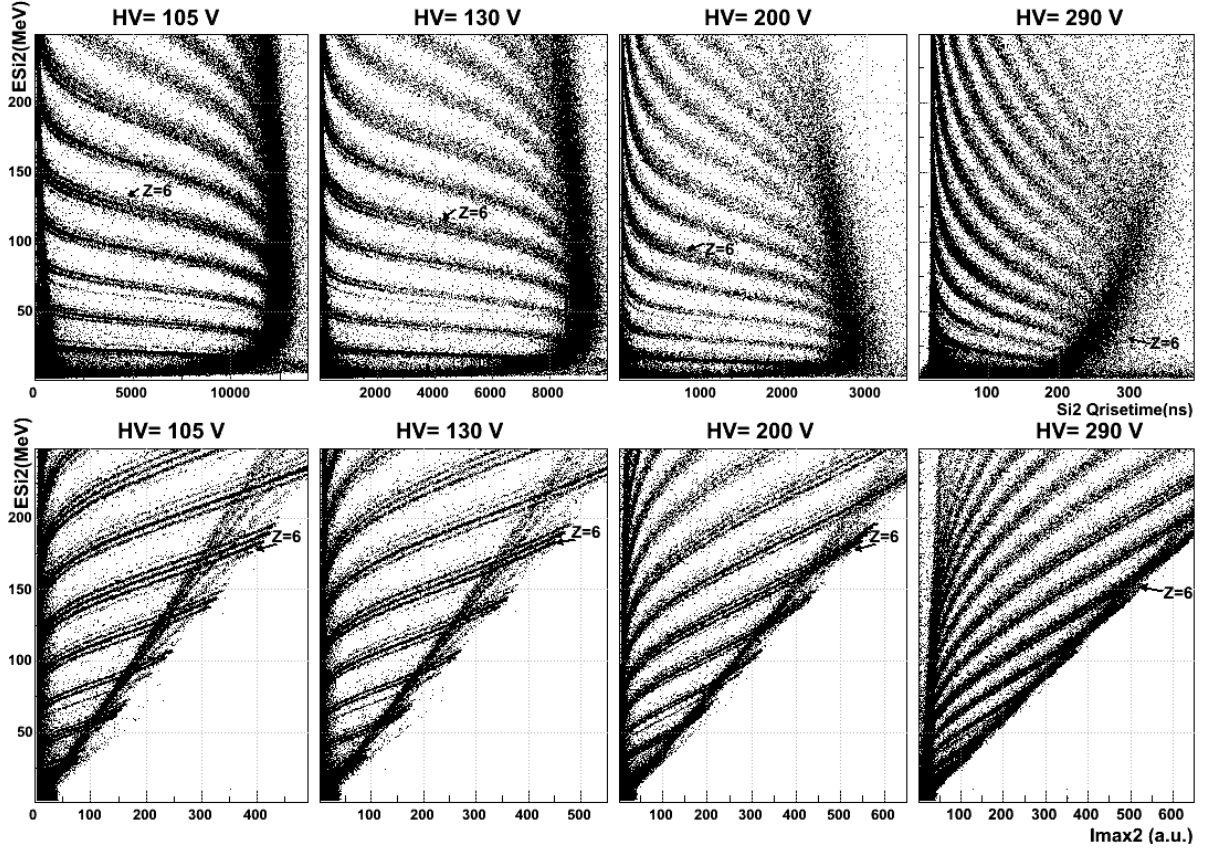 HV= 105 V HV= 130 V HV= 200 V HV= 290 V
ESi2(MeV)
200
150
100
50
Z=6 Z=6 Z=6 Z=6
0 5000 10000 2000 4000 6000 8000 1000 2000 3000 100 200 300
Si2 Qrisetime(ns)
HV= 105 V HV= 130 V HV= 200 V HV= 290 V
ESi2(MeV)
200
150
100
50
Z=6 Z=6 Z=6 Z=6
0 100 200 300 400 100 200 300 400 500 100 200 300 400 500 600 100 200 300 400 500 600
Imax2 (a.u.)